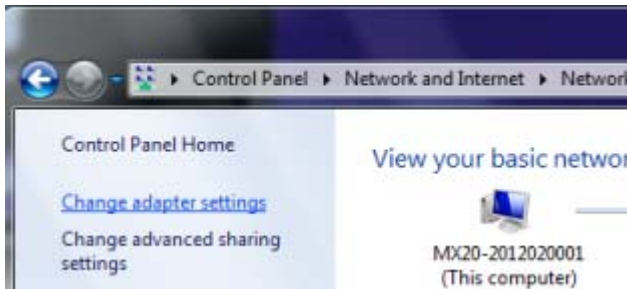 Control Panel ▸ Network and Internet ▸ Network
Control Panel Home
View your basic networ
Change adapter settings
Change advanced sharing
settings
MX20-2012020001
(This computer)